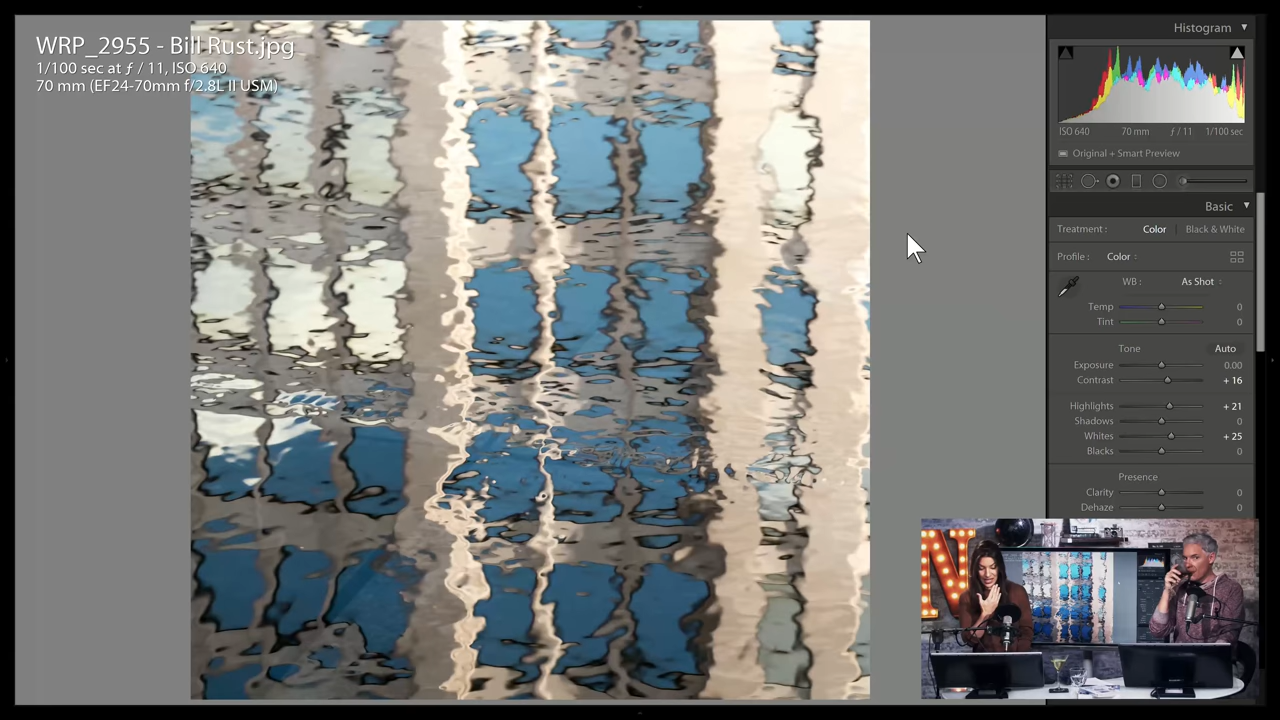 WRP_2955 - Bill Rust.jpg
1/100 sec at ƒ / 11, ISO 640
70 mm (EF24-70mm f/2.8L II USM)
Histogram
ISO 640 70 mm ƒ / 11 1/100 sec
Original + Smart Preview
Basic
Treatment : Color Black & White
Profile : Color
WB : As Shot
Temp 0
Tint 0
Tone Auto
Exposure 0.00
Contrast + 16
Highlights + 21
Shadows 0
Whites + 25
Blacks 0
Presence
Clarity 0
Dehaze 0
N